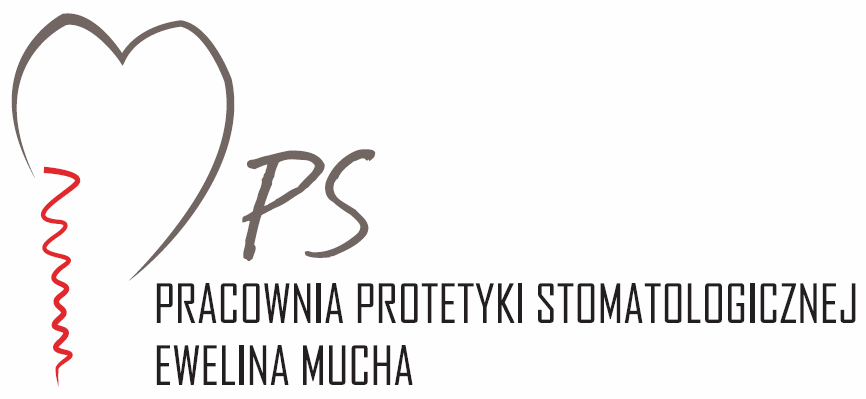 PS
PRACOWNIA PROTETYKI STOMATOLOGICZNEJ
EWELINA MUCHA